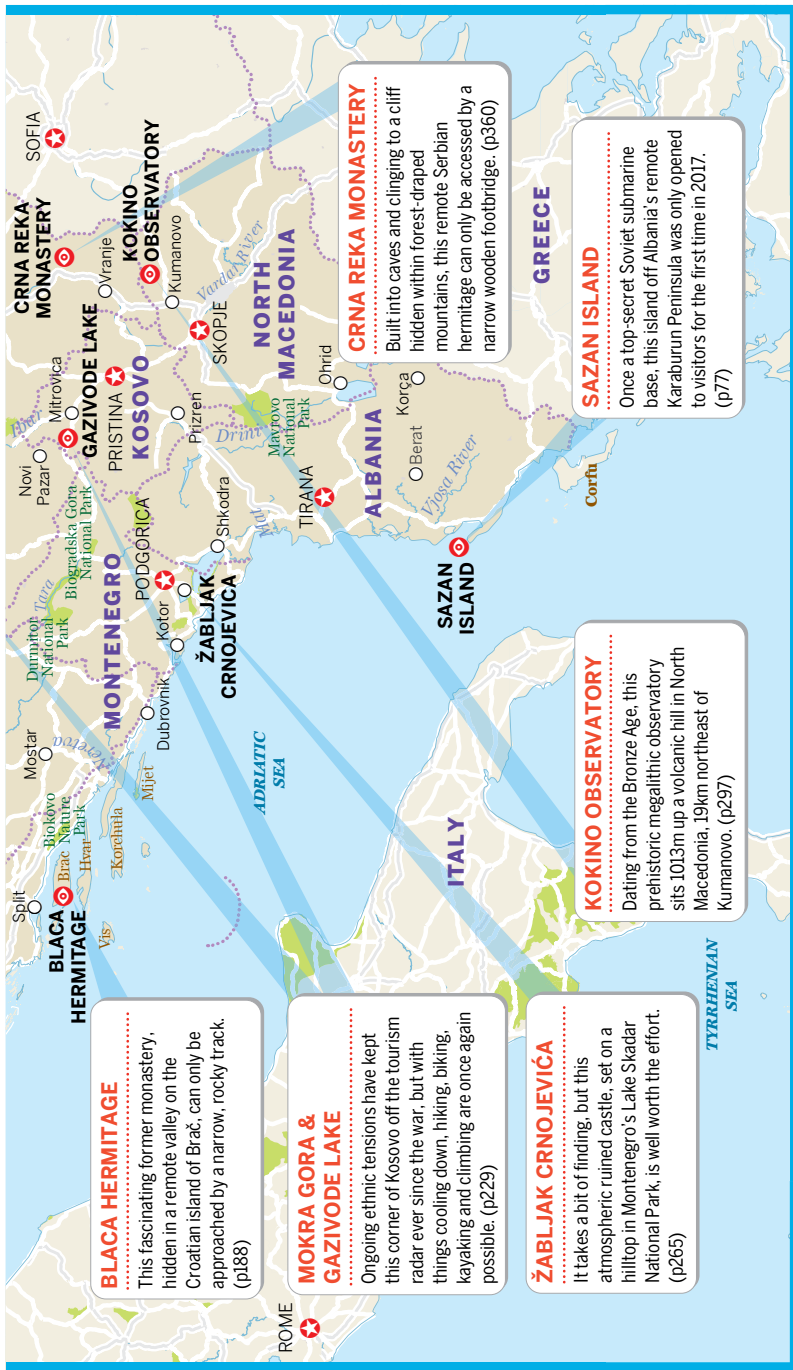 BLACA HERMITAGE
This fascinating former monastery,
hidden in a remote valley on the
Croatian island of Brač, can only be
approached by a narrow, rocky track.
(p188)
MOKRA GORA &
GAZIVODE LAKE
Ongoing ethnic tensions have kept
this corner of Kosovo off the tourism
radar ever since the war, but with
things cooling down, hiking, biking,
kayaking and climbing are once again
possible. (p229)
ŽABLJAK CRNOJEVIĆA
It takes a bit of finding, but this
atmospheric ruined castle, set on a
hilltop in Montenegro's Lake Skadar
National Park, is well worth the effort.
(p265)
KOKINO OBSERVATORY
Dating from the Bronze Age, this
prehistoric megalithic observatory
sits 1013m up a volcanic hill in North
Macedonia, 19km northeast of
Kumanovo. (p297)
CRNA REKA MONASTERY
Built into caves and clinging to a cliff
hidden within forest-draped
mountains, this remote Serbian
hermitage can only be accessed by a
narrow wooden footbridge. (p360)
SAZAN ISLAND
Once a top-secret Soviet submarine
base, this island off Albania's remote
Karaburun Peninsula was only opened
to visitors for the first time in 2017.
(p77)
ROME
Split
BLACA
HERMITAGE
Vis
Brač
Hvar
Korčhula
Mijet
Biokovo
Nature
Park
Mostar
Neretva
Dubrovnik
Durmitor
National
Park
Tara
MONTENEGRO
Biogradska Gora
National Park
Kotor
PODGORICA
ŽABLJAK
CRNOJEVICA
Shkodra
Novi
Pazar
Ibar
Mitrovica
GAZIVODE LAKE
PRISTINA
KOSOVO
Prizren
Drini
Mat
CRNA REKA
MONASTERY
SOFIA
Vranje
KOKINO
OBSERVATORY
Kumanovo
Vardar River
SKOPJE
NORTH
MACEDONIA
Mavrovo
National
Park
Ohrid
TIRANA
ALBANIA
Korça
Berat
Vjosa River
SAZAN
ISLAND
Corfu
GREECE
ADRIATIC
SEA
ITALY
TYRRHENIAN
SEA